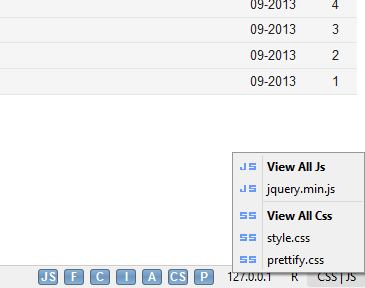 09-2013 4
09-2013 3
09-2013 2
09-2013 1
JS View All Js
JS jquery.min.js
SS View All Css
SS style.css
SS prettify.css
JS F C I A CS P 127.0.0.1 R CSS | JS